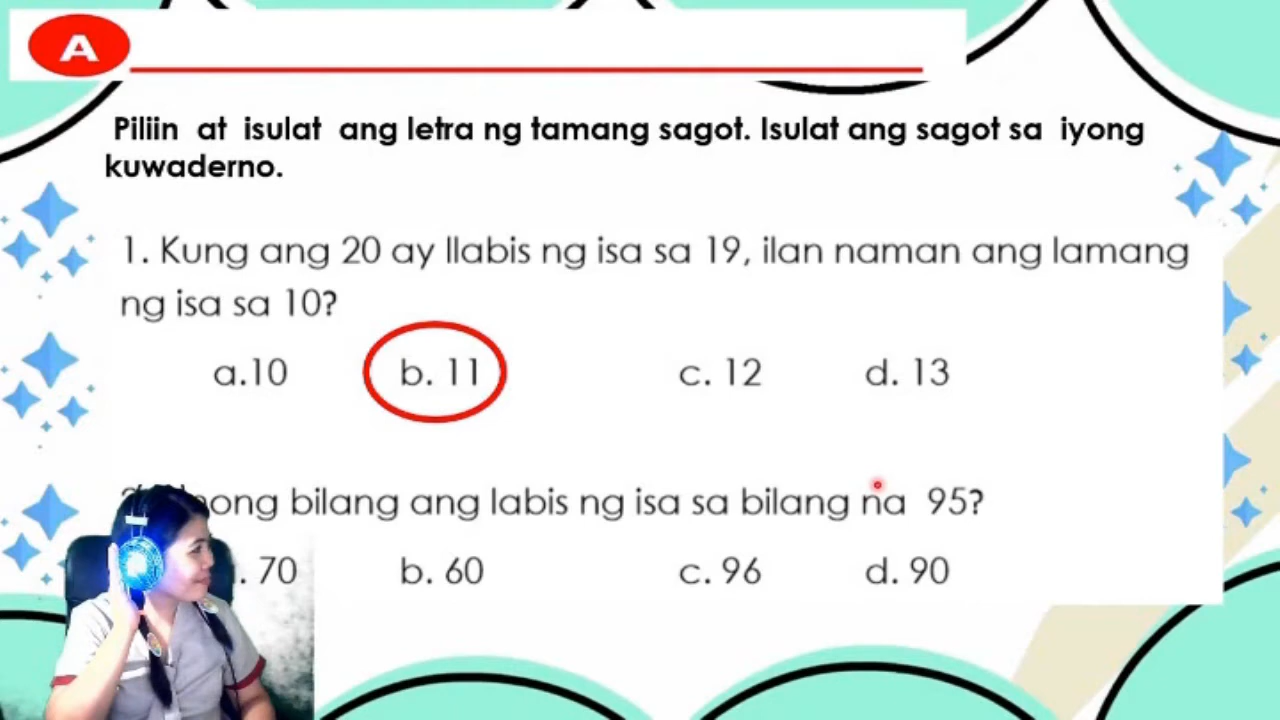 A
Piliin at isulat ang letra ng tamang sagot. Isulat ang sagot sa iyong
kuwaderno.
1. Kung ang 20 ay llabis ng isa sa 19, ilan naman ang lamang
ng isa sa 10?
a.10 b. 11 c. 12 d. 13
bilang ang labis ng isa sa bilang na 95?
. 70 b. 60 c. 96 d. 90